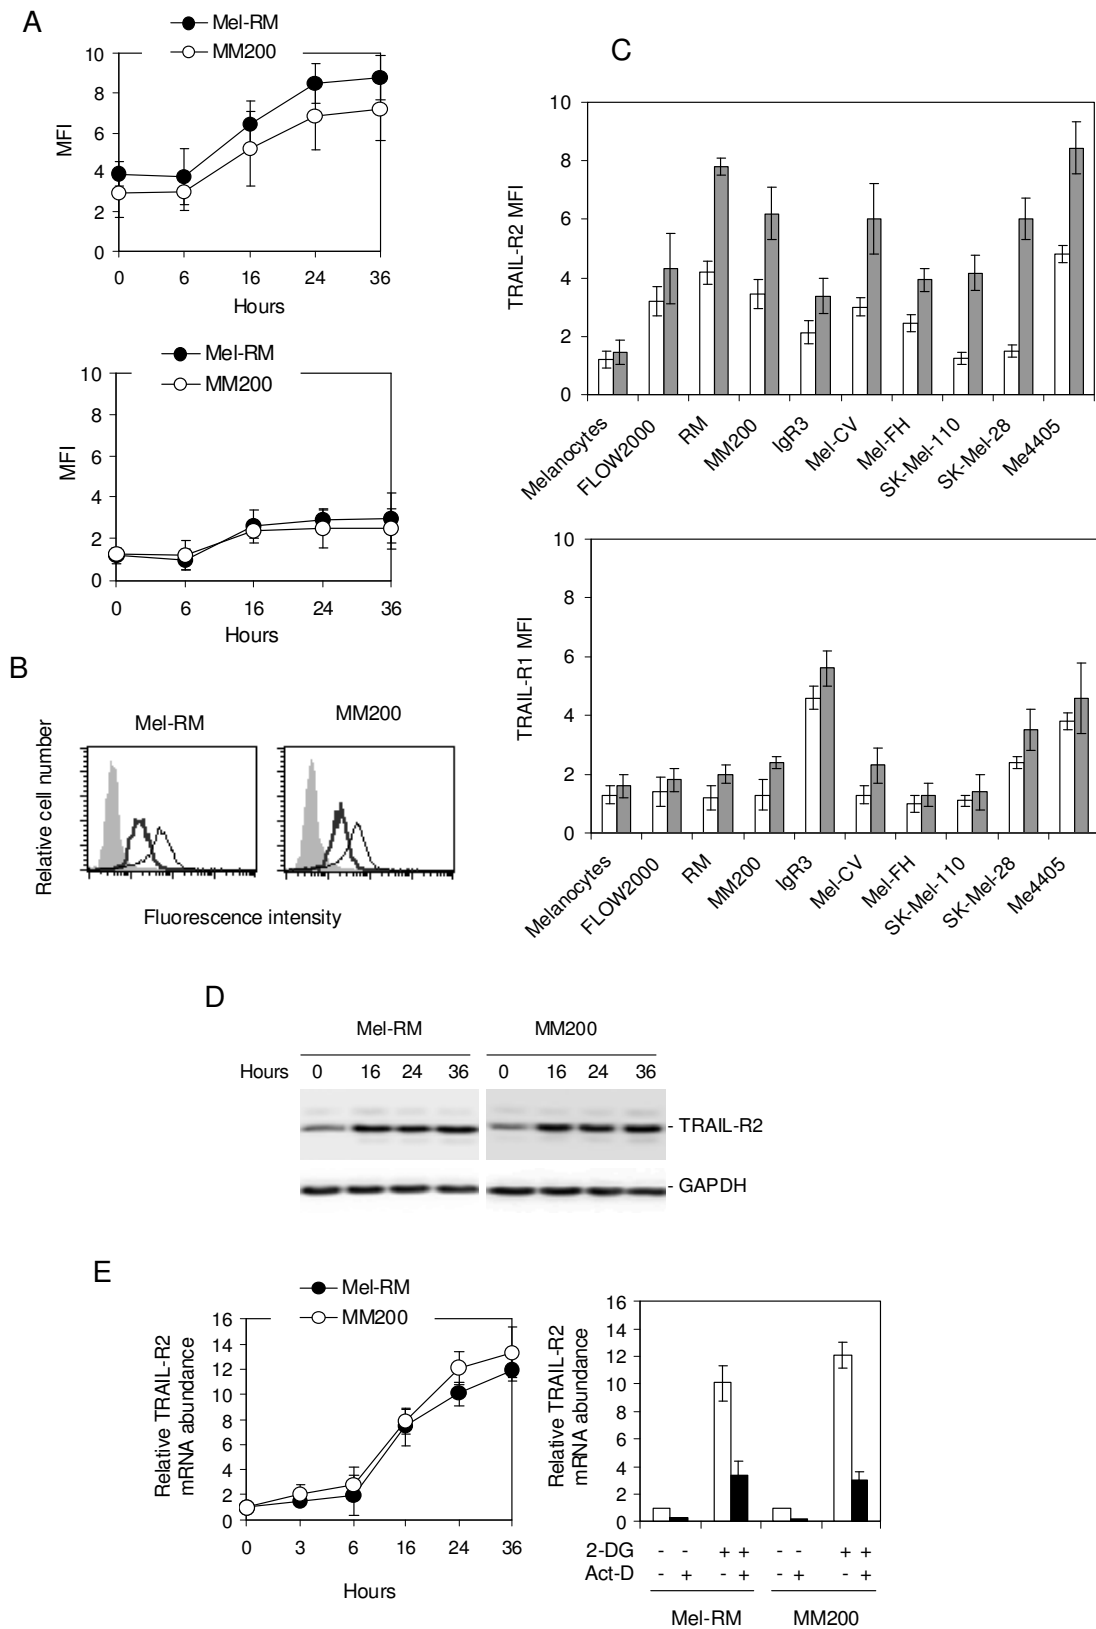 A
Mel-RM
MM200
10
8
6
4
2
0
MFI
0 6 16 24 36
Hours
Mel-RM
MM200
10
8
6
4
2
0
MFI
0 6 16 24 36
Hours
B
Mel-RM MM200
Relative cell number
Fluorescence intensity
C
10
8
6
4
2
0
TRAIL-R2 MFI
Melanocytes
FLOW2000
RM
MM200
IgR3
Mel-CV
Mel-FH
SK-Mel-110
SK-Mel-28
Me4405
10
8
6
4
2
0
TRAIL-R1 MFI
Melanocytes
FLOW2000
RM
MM200
IgR3
Mel-CV
Mel-FH
SK-Mel-110
SK-Mel-28
Me4405
D
Mel-RM MM200
Hours 0 16 24 36 0 16 24 36
- TRAIL-R2
- GAPDH
E
Mel-RM
MM200
16
14
12
10
8
6
4
2
0
Relative TRAIL-R2
mRNA abundance
0 3 6 16 24 36
Hours
16
14
12
10
8
6
4
2
0
Relative TRAIL-R2
mRNA abundance
2-DG - - + + - - + +
Act-D - + - + - + - +
Mel-RM MM200